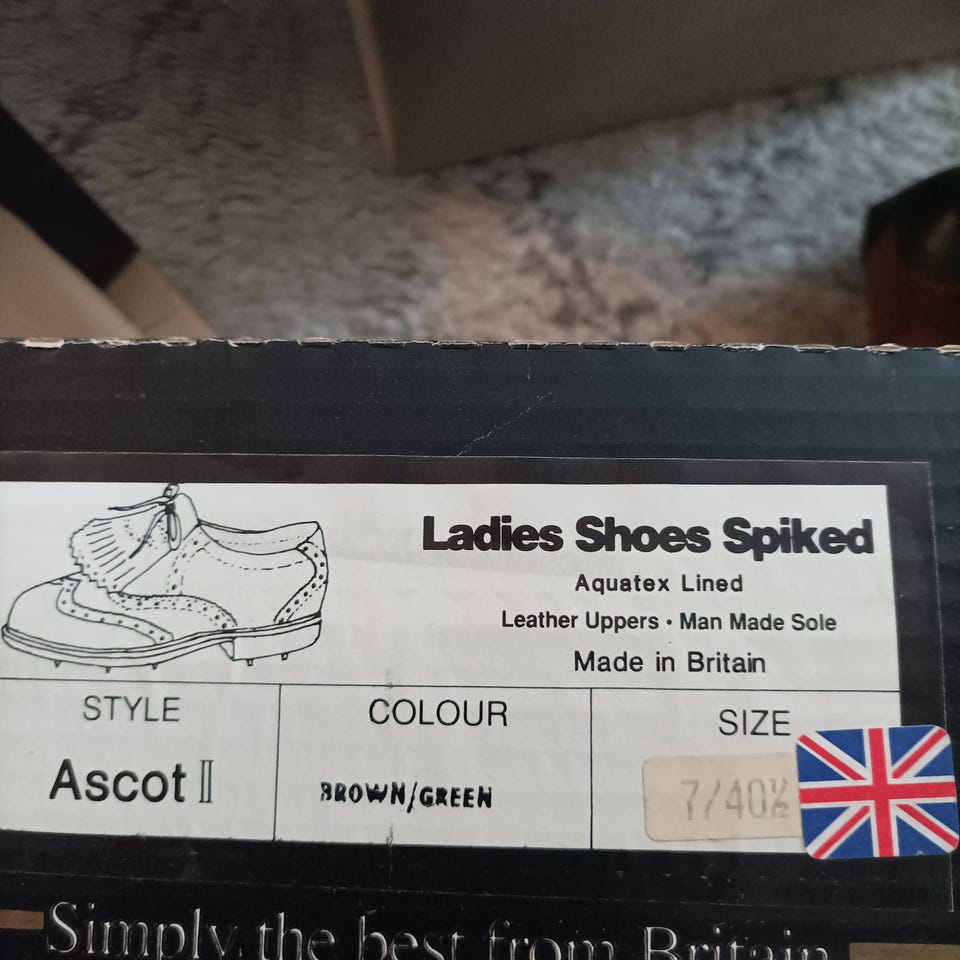 Ladies Shoes Spiked
Aquatex Lined
Leather Uppers • Man Made Sole
Made in Britain
STYLE COLOUR SIZE
Ascot II BROWN/GREEN 7/40½
Simply the best from Britain